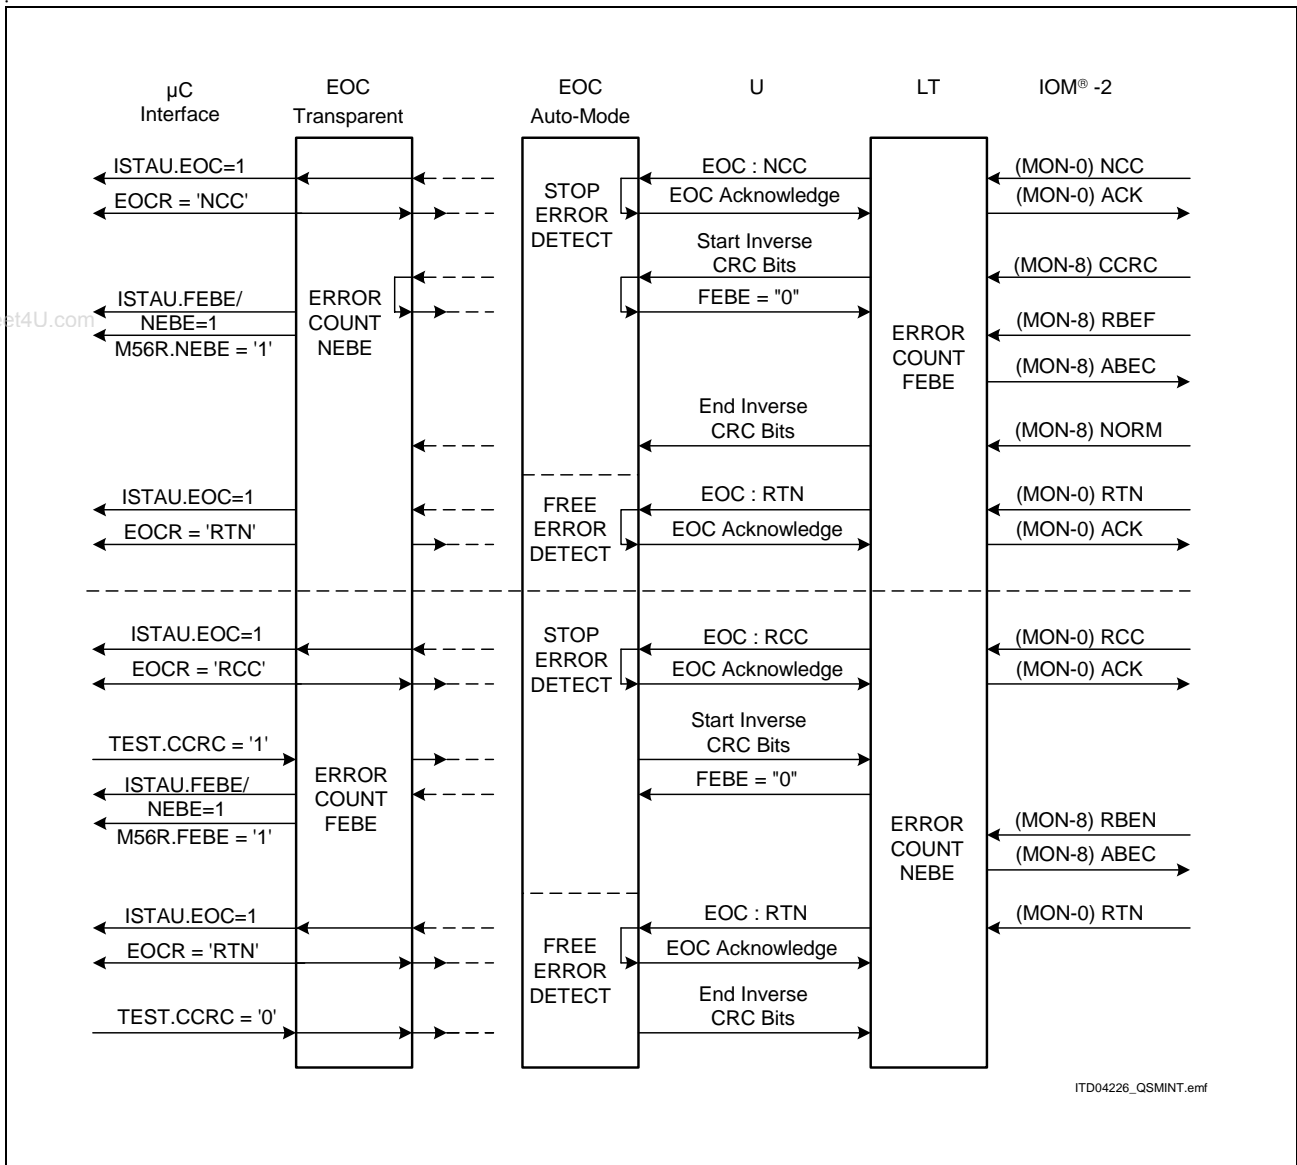 µC
Interface
EOC
Transparent
EOC
Auto-Mode
U
LT
IOM® -2
ISTAU.EOC=1
EOCR = 'NCC'
STOP
ERROR
DETECT
EOC : NCC
EOC Acknowledge
(MON-0) NCC
(MON-0) ACK
Start Inverse
CRC Bits
(MON-8) CCRC
ISTAU.FEBE/
NEBE=1
M56R.NEBE = '1'
ERROR
COUNT
NEBE
FEBE = "0"
ERROR
COUNT
FEBE
(MON-8) RBEF
(MON-8) ABEC
eet4U.com
End Inverse
CRC Bits
(MON-8) NORM
ISTAU.EOC=1
EOCR = 'RTN'
FREE
ERROR
DETECT
EOC : RTN
EOC Acknowledge
(MON-0) RTN
(MON-0) ACK
ISTAU.EOC=1
EOCR = 'RCC'
STOP
ERROR
DETECT
EOC : RCC
EOC Acknowledge
(MON-0) RCC
(MON-0) ACK
TEST.CCRC = '1'
Start Inverse
CRC Bits
ISTAU.FEBE/
NEBE=1
M56R.FEBE = '1'
ERROR
COUNT
FEBE
FEBE = "0"
ERROR
COUNT
NEBE
(MON-8) RBEN
(MON-8) ABEC
ISTAU.EOC=1
EOCR = 'RTN'
FREE
ERROR
DETECT
EOC : RTN
EOC Acknowledge
(MON-0) RTN
TEST.CCRC = '0'
End Inverse
CRC Bits
ITD04226_QSMINT.emf